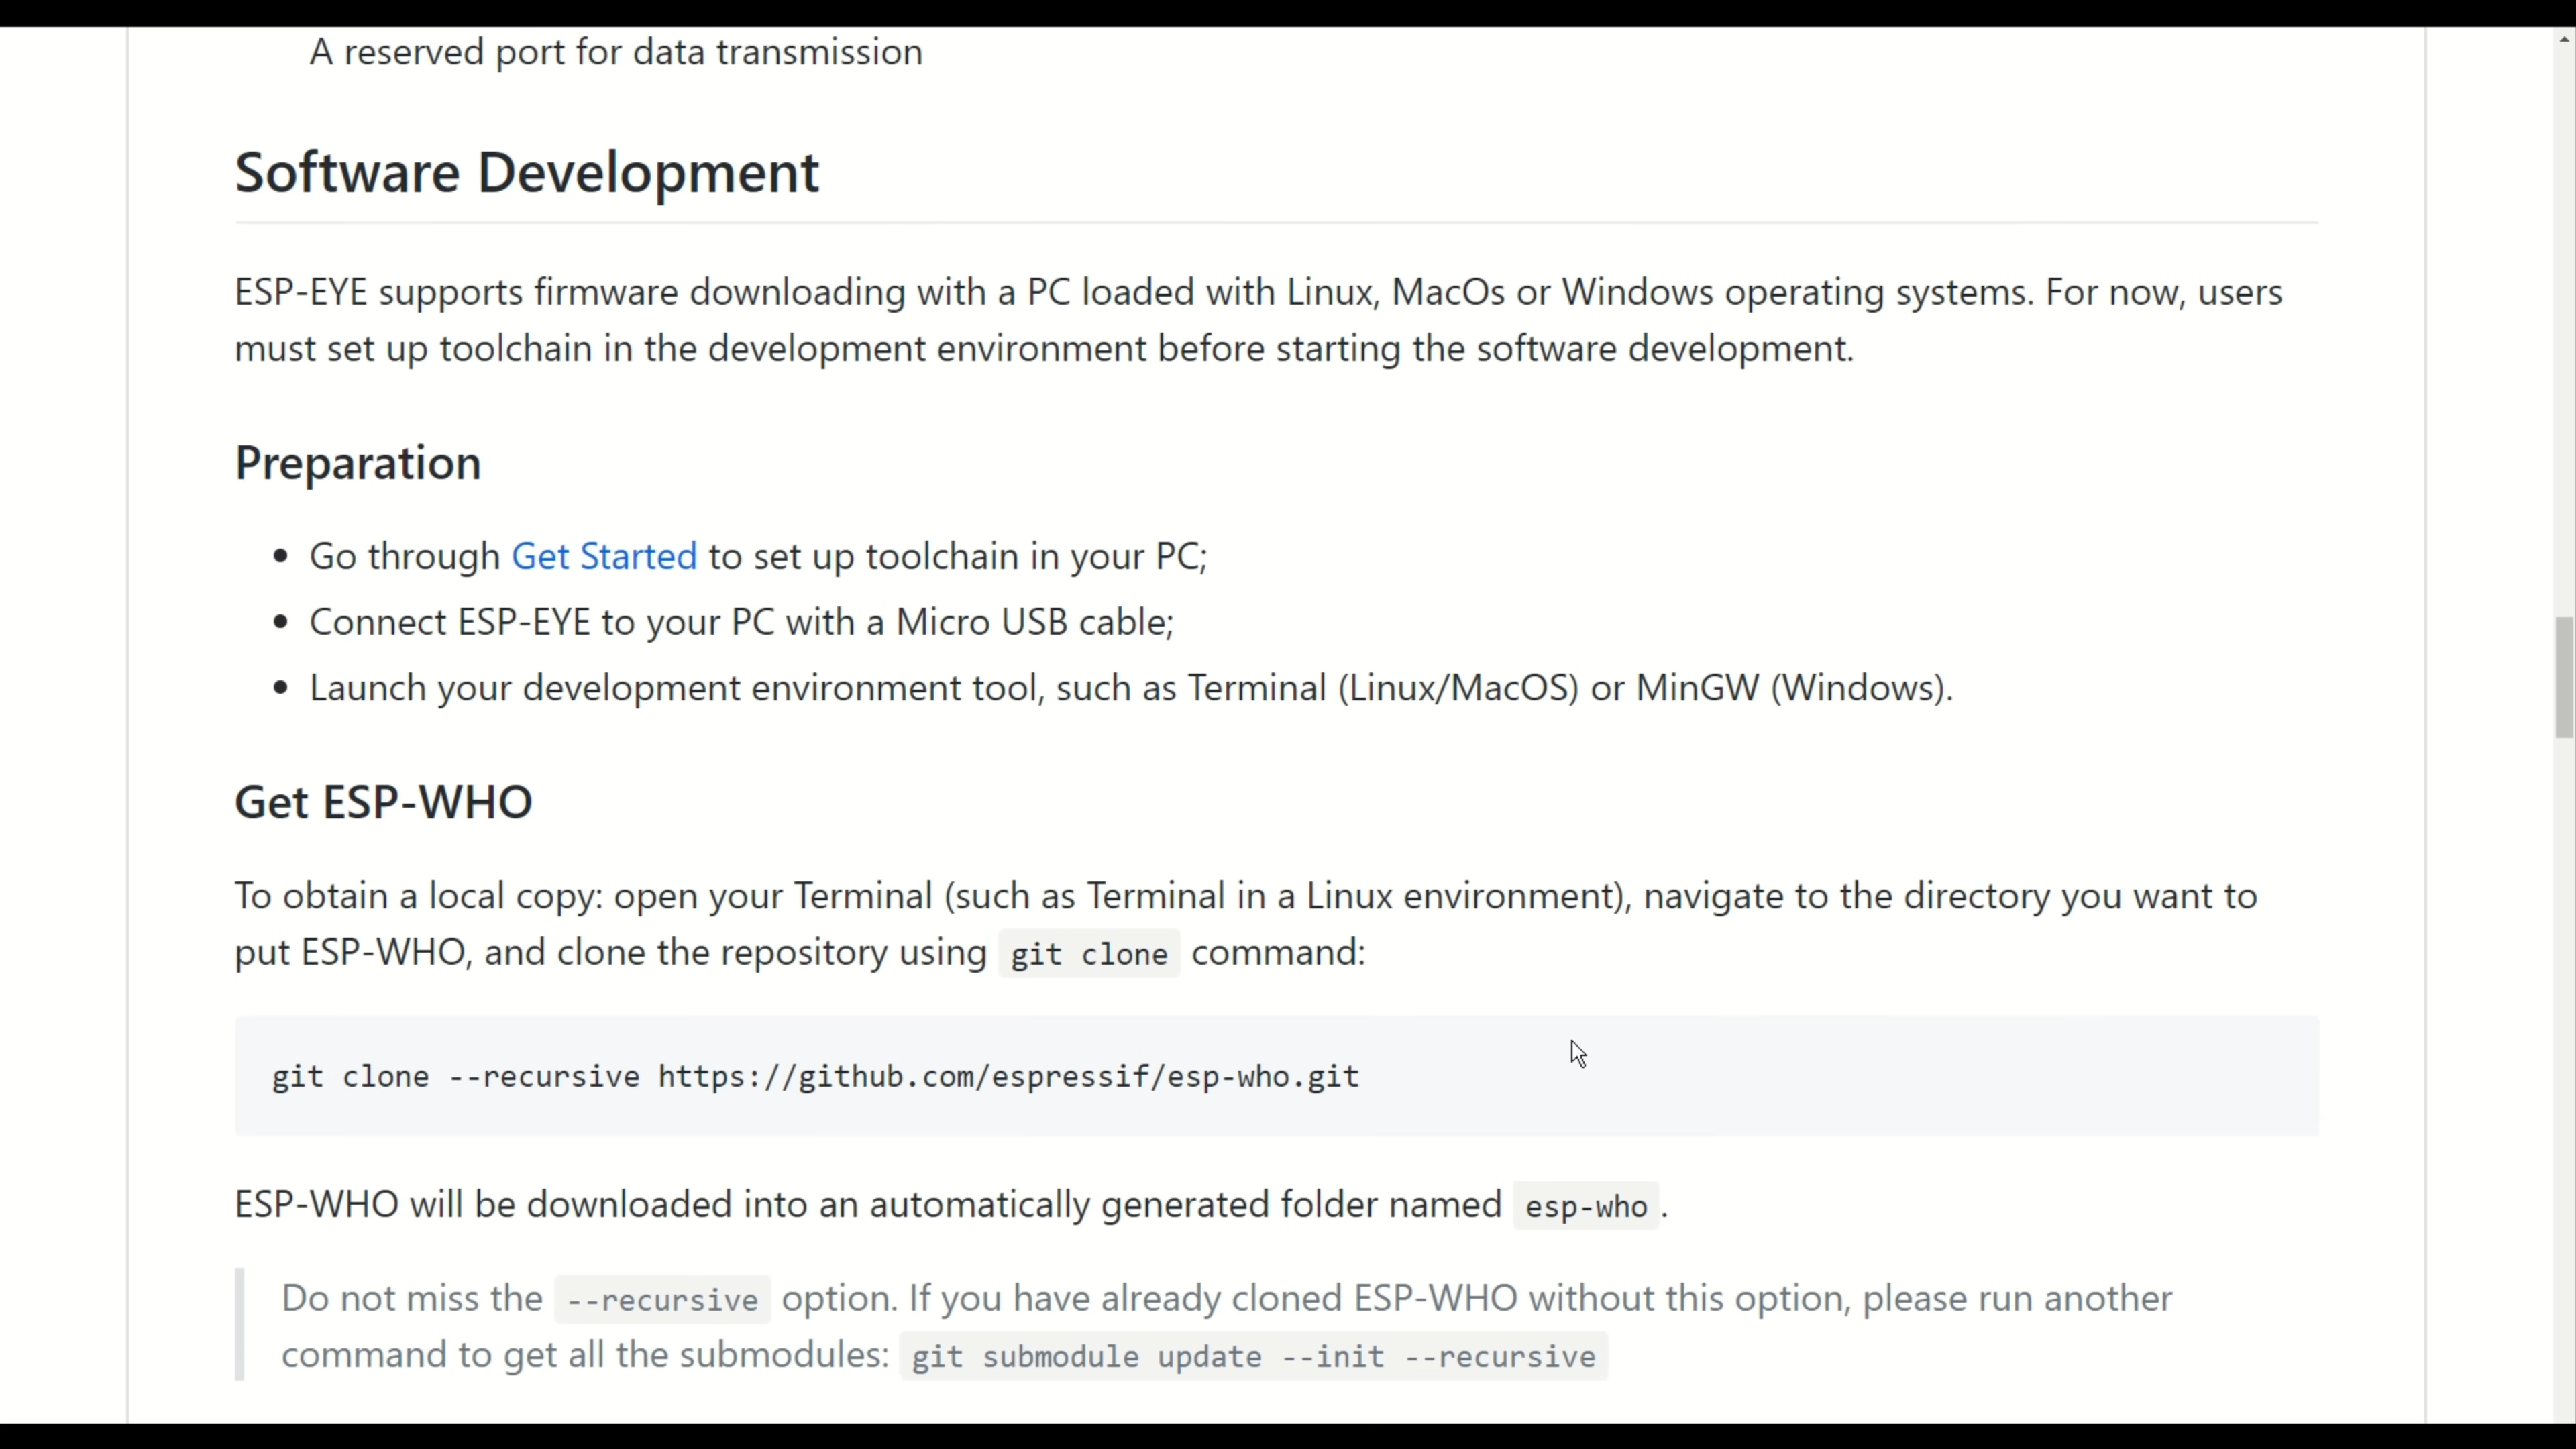 A reserved port for data transmission
Software Development
ESP-EYE supports firmware downloading with a PC loaded with Linux, MacOs or Windows operating systems. For now, users
must set up toolchain in the development environment before starting the software development.
Preparation
• Go through Get Started to set up toolchain in your PC;
• Connect ESP-EYE to your PC with a Micro USB cable;
• Launch your development environment tool, such as Terminal (Linux/MacOS) or MinGW (Windows).
Get ESP-WHO
To obtain a local copy: open your Terminal (such as Terminal in a Linux environment), navigate to the directory you want to
put ESP-WHO, and clone the repository using git clone command:
git clone --recursive https://github.com/espressif/esp-who.git
ESP-WHO will be downloaded into an automatically generated folder named esp-who.
Do not miss the --recursive option. If you have already cloned ESP-WHO without this option, please run another
command to get all the submodules: git submodule update --init --recursive